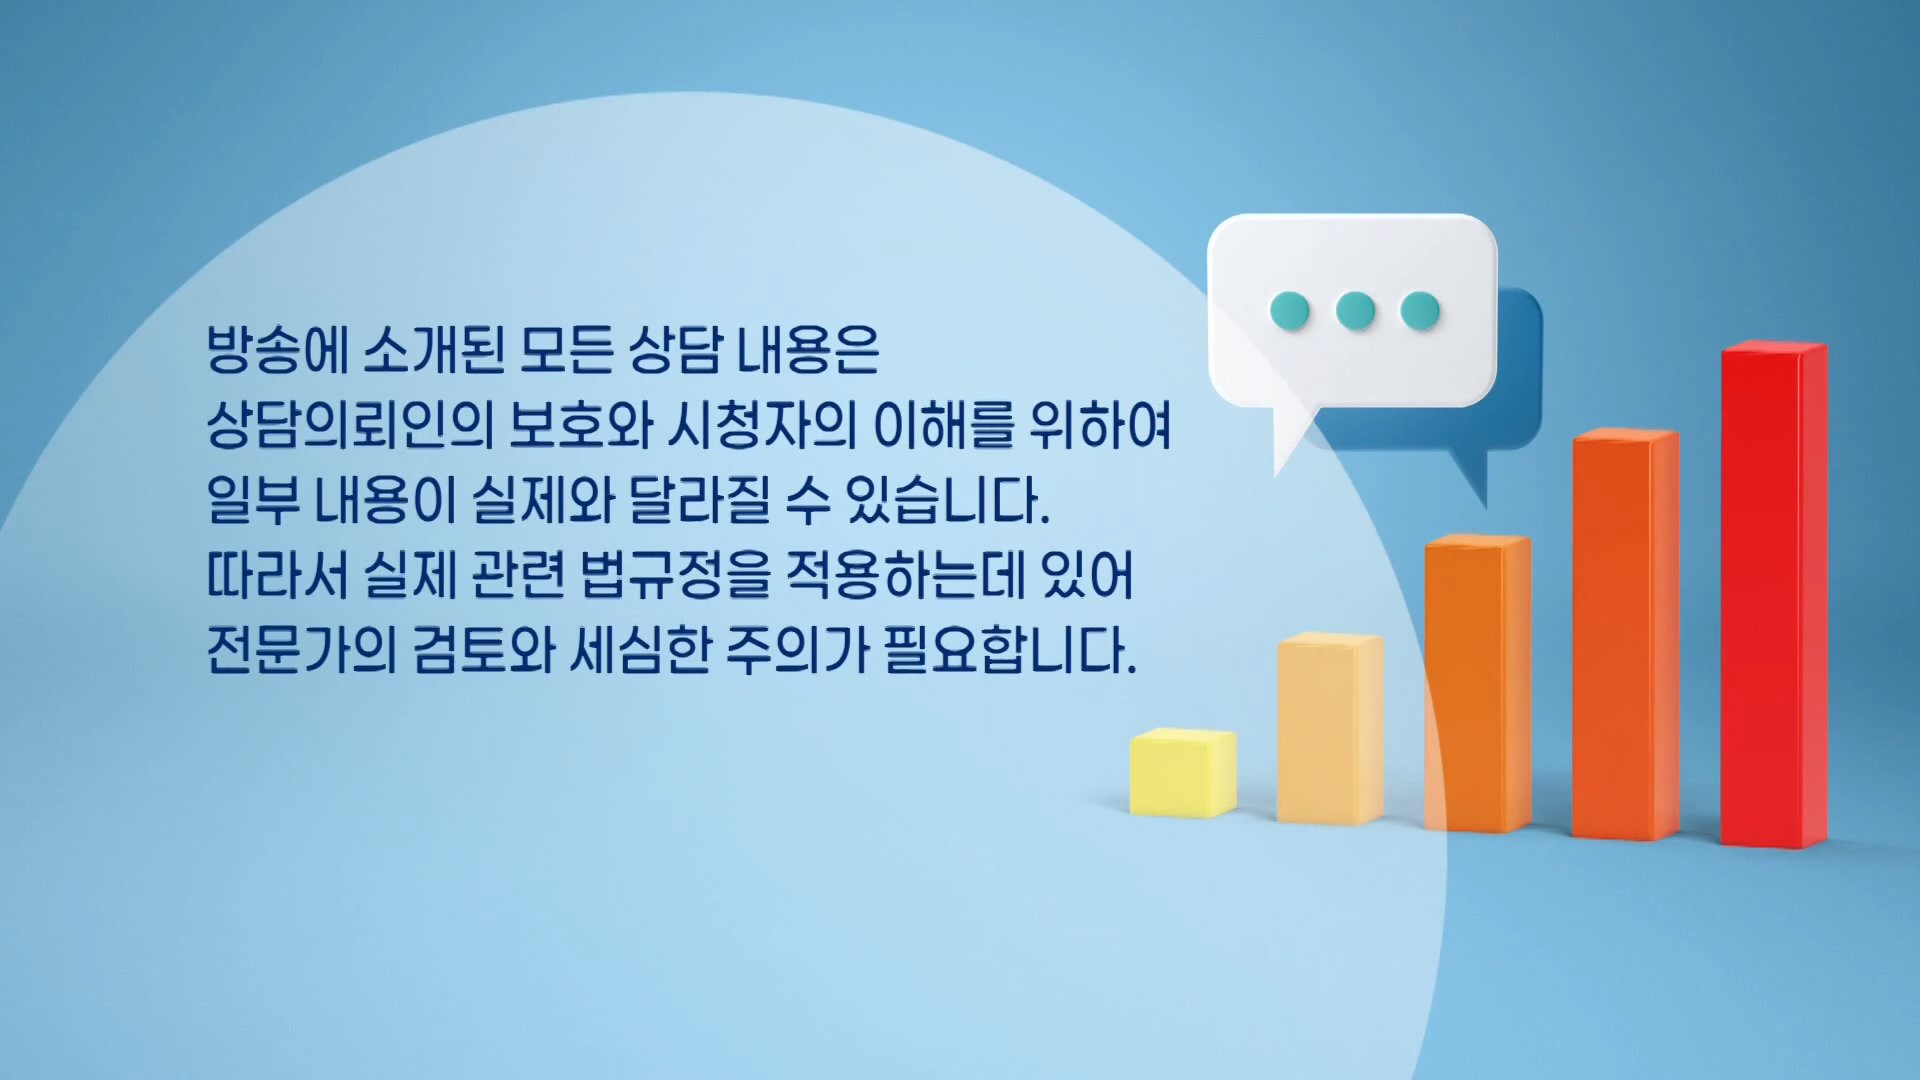 방송에 소개된 모든 상담 내용은
상담의뢰인의 보호와 시청자의 이해를 위하여
일부 내용이 실제와 달라질 수 있습니다.
따라서 실제 관련 법규정을 적용하는데 있어
전문가의 검토와 세심한 주의가 필요합니다.